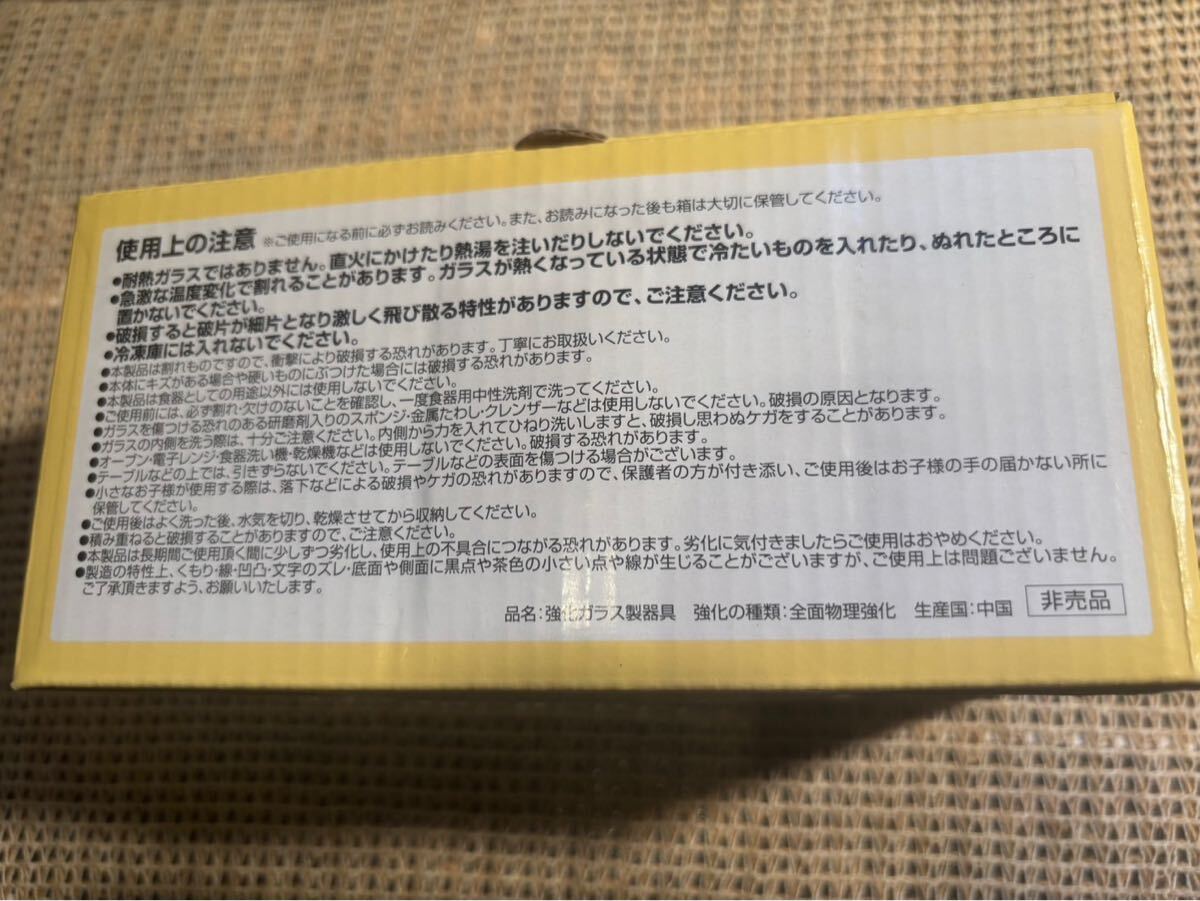 使用上の注意 ※ご使用になる前に必ずお読みください。また、お読みになった後も箱は大切に保管してください。
●耐熱ガラスではありません。直火にかけたり熱湯を注いだりしないでください。
●急激な温度変化で割れることがあります。ガラスが熱くなっている状態で冷たいものを入れたり、ぬれたところに
置かないでください。
●破損すると破片が細片となり激しく飛び散る特性がありますので、ご注意ください。
●冷凍庫には入れないでください。
●本製品は割れものですので、衝撃により破損する恐れがあります。丁寧にお取扱いください。
●本体にキズがある場合や硬いものにぶつけた場合には破損する恐れがあります。
●本製品は食器としての用途以外には使用しないでください。
●ご使用前には、必ず割れ・欠けのないことを確認し、一度食器用中性洗剤で洗ってください。
●ガラスを傷つける恐れのある研磨剤入りのスポンジ・金属たわし・クレンザーなどは使用しないでください。破損の原因となります。
●ガラスの内側を洗う際は、十分ご注意ください。内側から力を入れてひねり洗いしますと、破損し思わぬケガをすることがあります。
●オーブン・電子レンジ・食器洗い機・乾燥機などは使用しないでください。破損する恐れがあります。
●テーブルなどの上では、引きずらないでください。テーブルなどの表面を傷つける場合がございます。
●小さなお子様が使用する際は、落下などによる破損やケガの恐れがありますので、保護者の方が付き添い、ご使用後はお子様の手の届かない所に
保管してください。
●ご使用後はよく洗った後、水気を切り、乾燥させてから収納してください。
●積み重ねると破損することがありますので、ご注意ください。
●本製品は長期間ご使用頂く間に少しずつ劣化し、使用上の不具合につながる恐れがあります。劣化に気付きましたらご使用はおやめください。
●製造の特性上、くもり・線・凹凸・文字のズレ・底面や側面に黒点や茶色の小さい点や線が生じることがございますが、ご使用上は問題ございません。
ご了承頂きますよう、お願いいたします。
品名：強化ガラス製器具 強化の種類：全面物理強化 生産国：中国 非売品